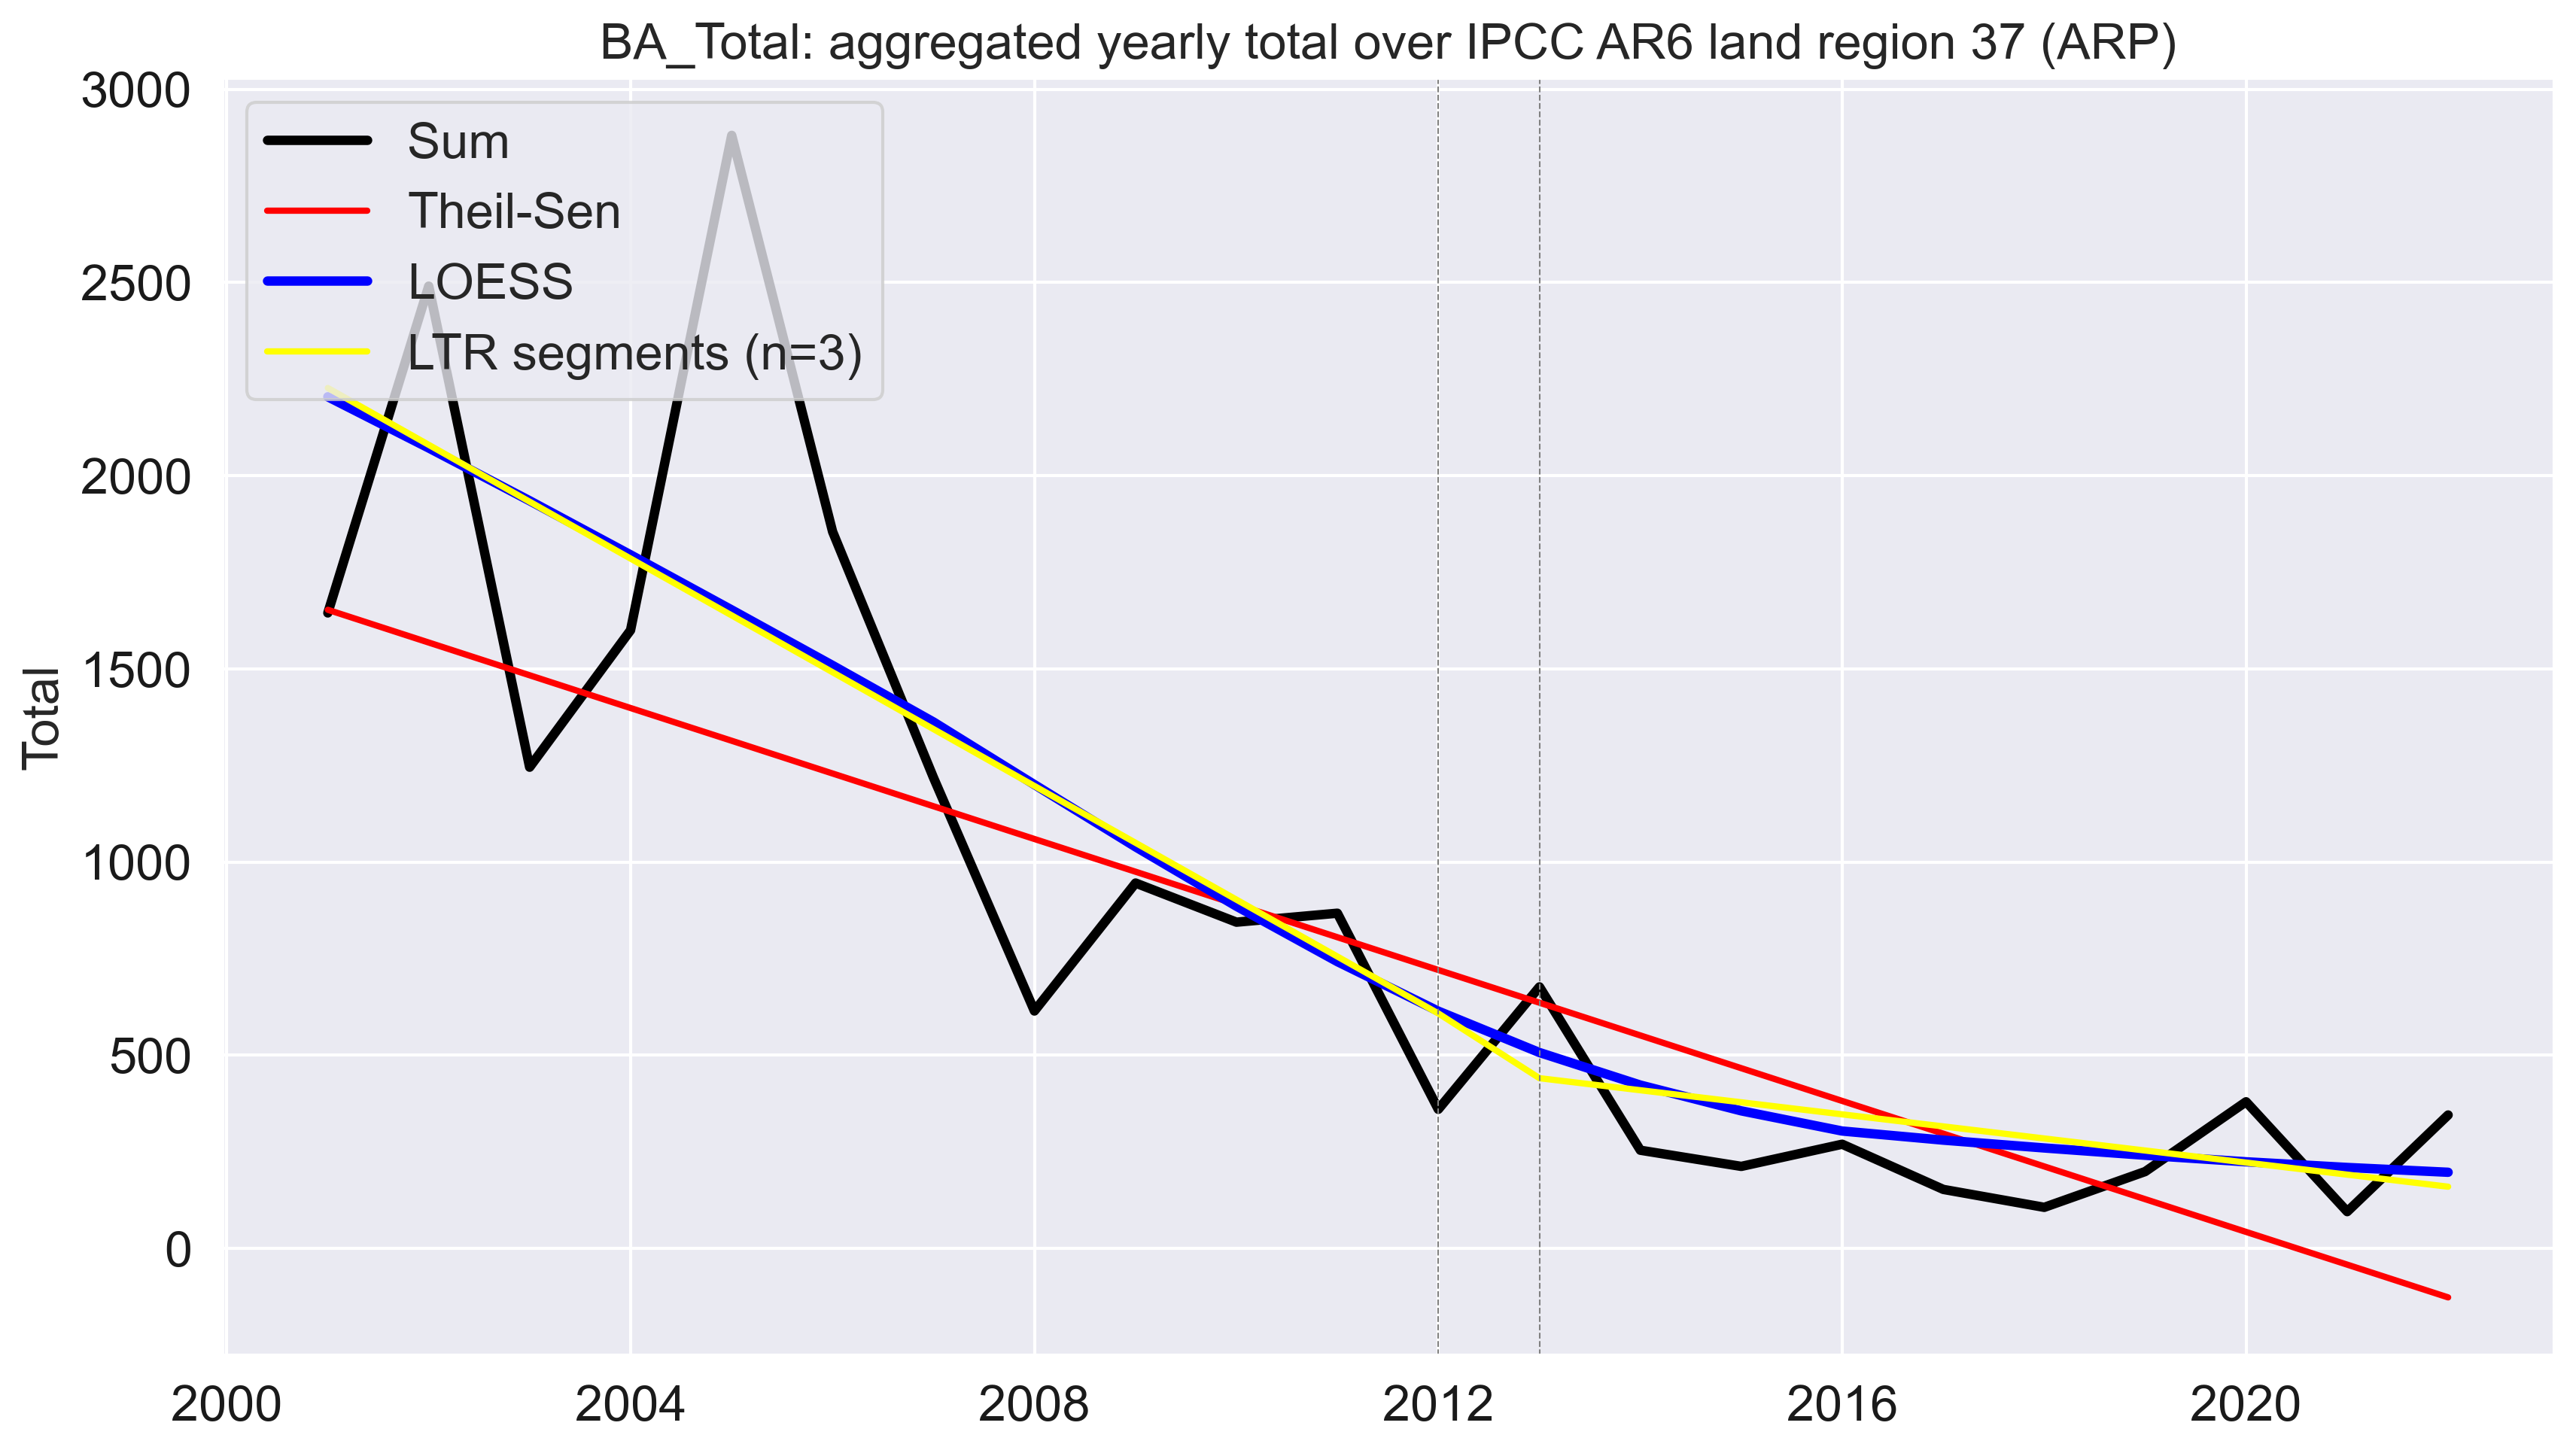 BA_Total: aggregated yearly total over IPCC AR6 land region 37 (ARP)
3000
2500
2000
1500
1000
500
0
Total
Sum
Theil-Sen
LOESS
LTR segments (n=3)
2000 2004 2008 2012 2016 2020